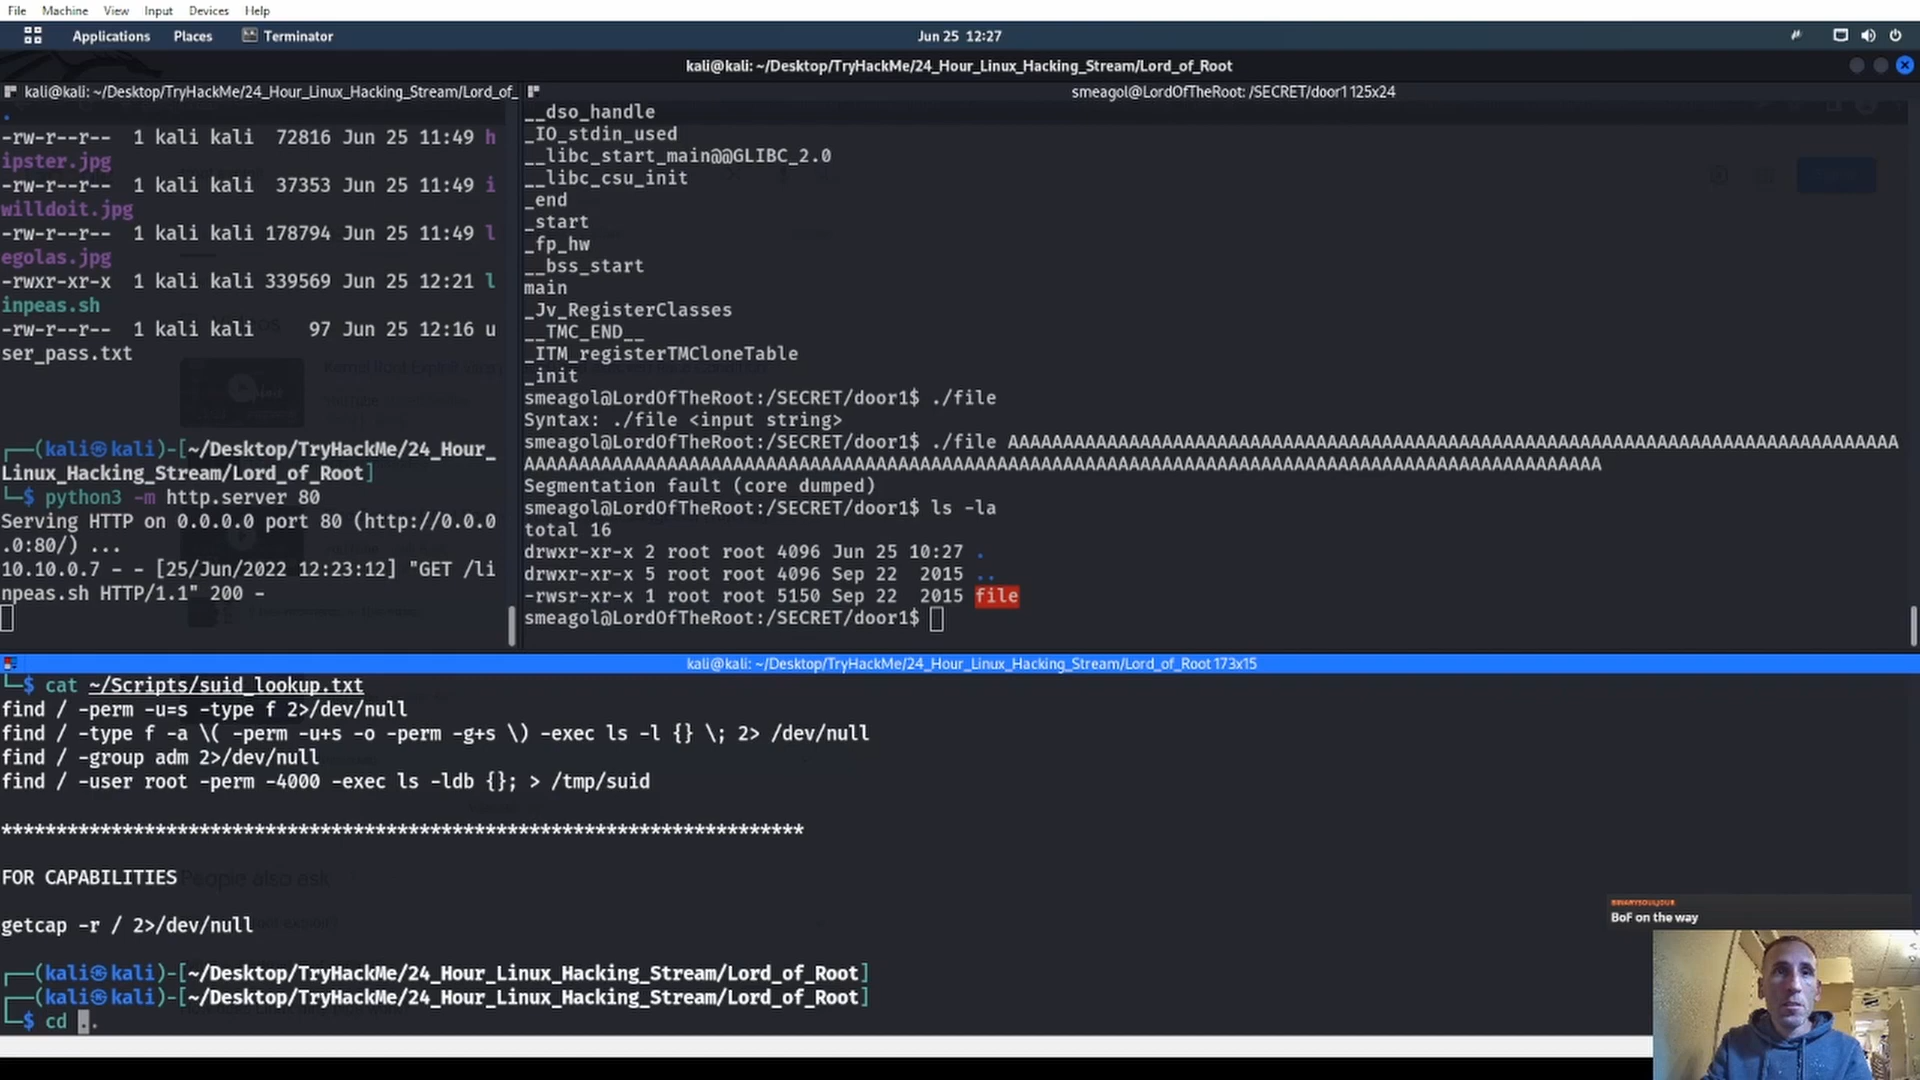 File Machine View Input Devices Help
Applications Places Terminator Jun 25 12:27
kali@kali: ~/Desktop/TryHackMe/24_Hour_Linux_Hacking_Stream/Lord_of_Root
kali@kali: ~/Desktop/TryHackMe/24_Hour_Linux_Hacking_Stream/Lord_of_
.
-rw-r--r-- 1 kali kali 72816 Jun 25 11:49 h
ipster.jpg
-rw-r--r-- 1 kali kali 37353 Jun 25 11:49 i
willdoit.jpg
-rw-r--r-- 1 kali kali 178794 Jun 25 11:49 l
egolas.jpg
-rwxr-xr-x 1 kali kali 339569 Jun 25 12:21 l
inpeas.sh
-rw-r--r-- 1 kali kali 97 Jun 25 12:16 u
ser_pass.txt
┌──(kali㉿kali)-[~/Desktop/TryHackMe/24_Hour_
Linux_Hacking_Stream/Lord_of_Root]
└─$ python3 -m http.server 80
Serving HTTP on 0.0.0.0 port 80 (http://0.0.0
.0:80/) ...
10.10.0.7 - - [25/Jun/2022 12:23:12] "GET /li
npeas.sh HTTP/1.1" 200 -
smeagol@LordOfTheRoot: /SECRET/door1 125x24
__dso_handle
_IO_stdin_used
__libc_start_main@@GLIBC_2.0
__libc_csu_init
_end
_start
_fp_hw
__bss_start
main
_Jv_RegisterClasses
__TMC_END__
_ITM_registerTMCloneTable
_init
smeagol@LordOfTheRoot:/SECRET/door1$ ./file
Syntax: ./file <input string>
smeagol@LordOfTheRoot:/SECRET/door1$ ./file AAAAAAAAAAAAAAAAAAAAAAAAAAAAAAAAAAAAAAAAAAAAAAAAAAAAAAAAAAAAAAAAAAAAAAAAAAAAAAAAA
AAAAAAAAAAAAAAAAAAAAAAAAAAAAAAAAAAAAAAAAAAAAAAAAAAAAAAAAAAAAAAAAAAAAAAAAAAAAAAAAAAAAAAAAAAAAAAAAAA
Segmentation fault (core dumped)
smeagol@LordOfTheRoot:/SECRET/door1$ ls -la
total 16
drwxr-xr-x 2 root root 4096 Jun 25 10:27 .
drwxr-xr-x 5 root root 4096 Sep 22 2015 ..
-rwsr-xr-x 1 root root 5150 Sep 22 2015 file
smeagol@LordOfTheRoot:/SECRET/door1$
kali@kali: ~/Desktop/TryHackMe/24_Hour_Linux_Hacking_Stream/Lord_of_Root 173x15
└─$ cat ~/Scripts/suid_lookup.txt
find / -perm -u=s -type f 2>/dev/null
find / -type f -a \( -perm -u+s -o -perm -g+s \) -exec ls -l {} \; 2> /dev/null
find / -group adm 2>/dev/null
find / -user root -perm -4000 -exec ls -ldb {}; > /tmp/suid
*************************************************************************
FOR CAPABILITIES
People also ask
getcap -r / 2>/dev/null
┌──(kali㉿kali)-[~/Desktop/TryHackMe/24_Hour_Linux_Hacking_Stream/Lord_of_Root]
┌──(kali㉿kali)-[~/Desktop/TryHackMe/24_Hour_Linux_Hacking_Stream/Lord_of_Root]
└─$ cd ..
BoF on the way